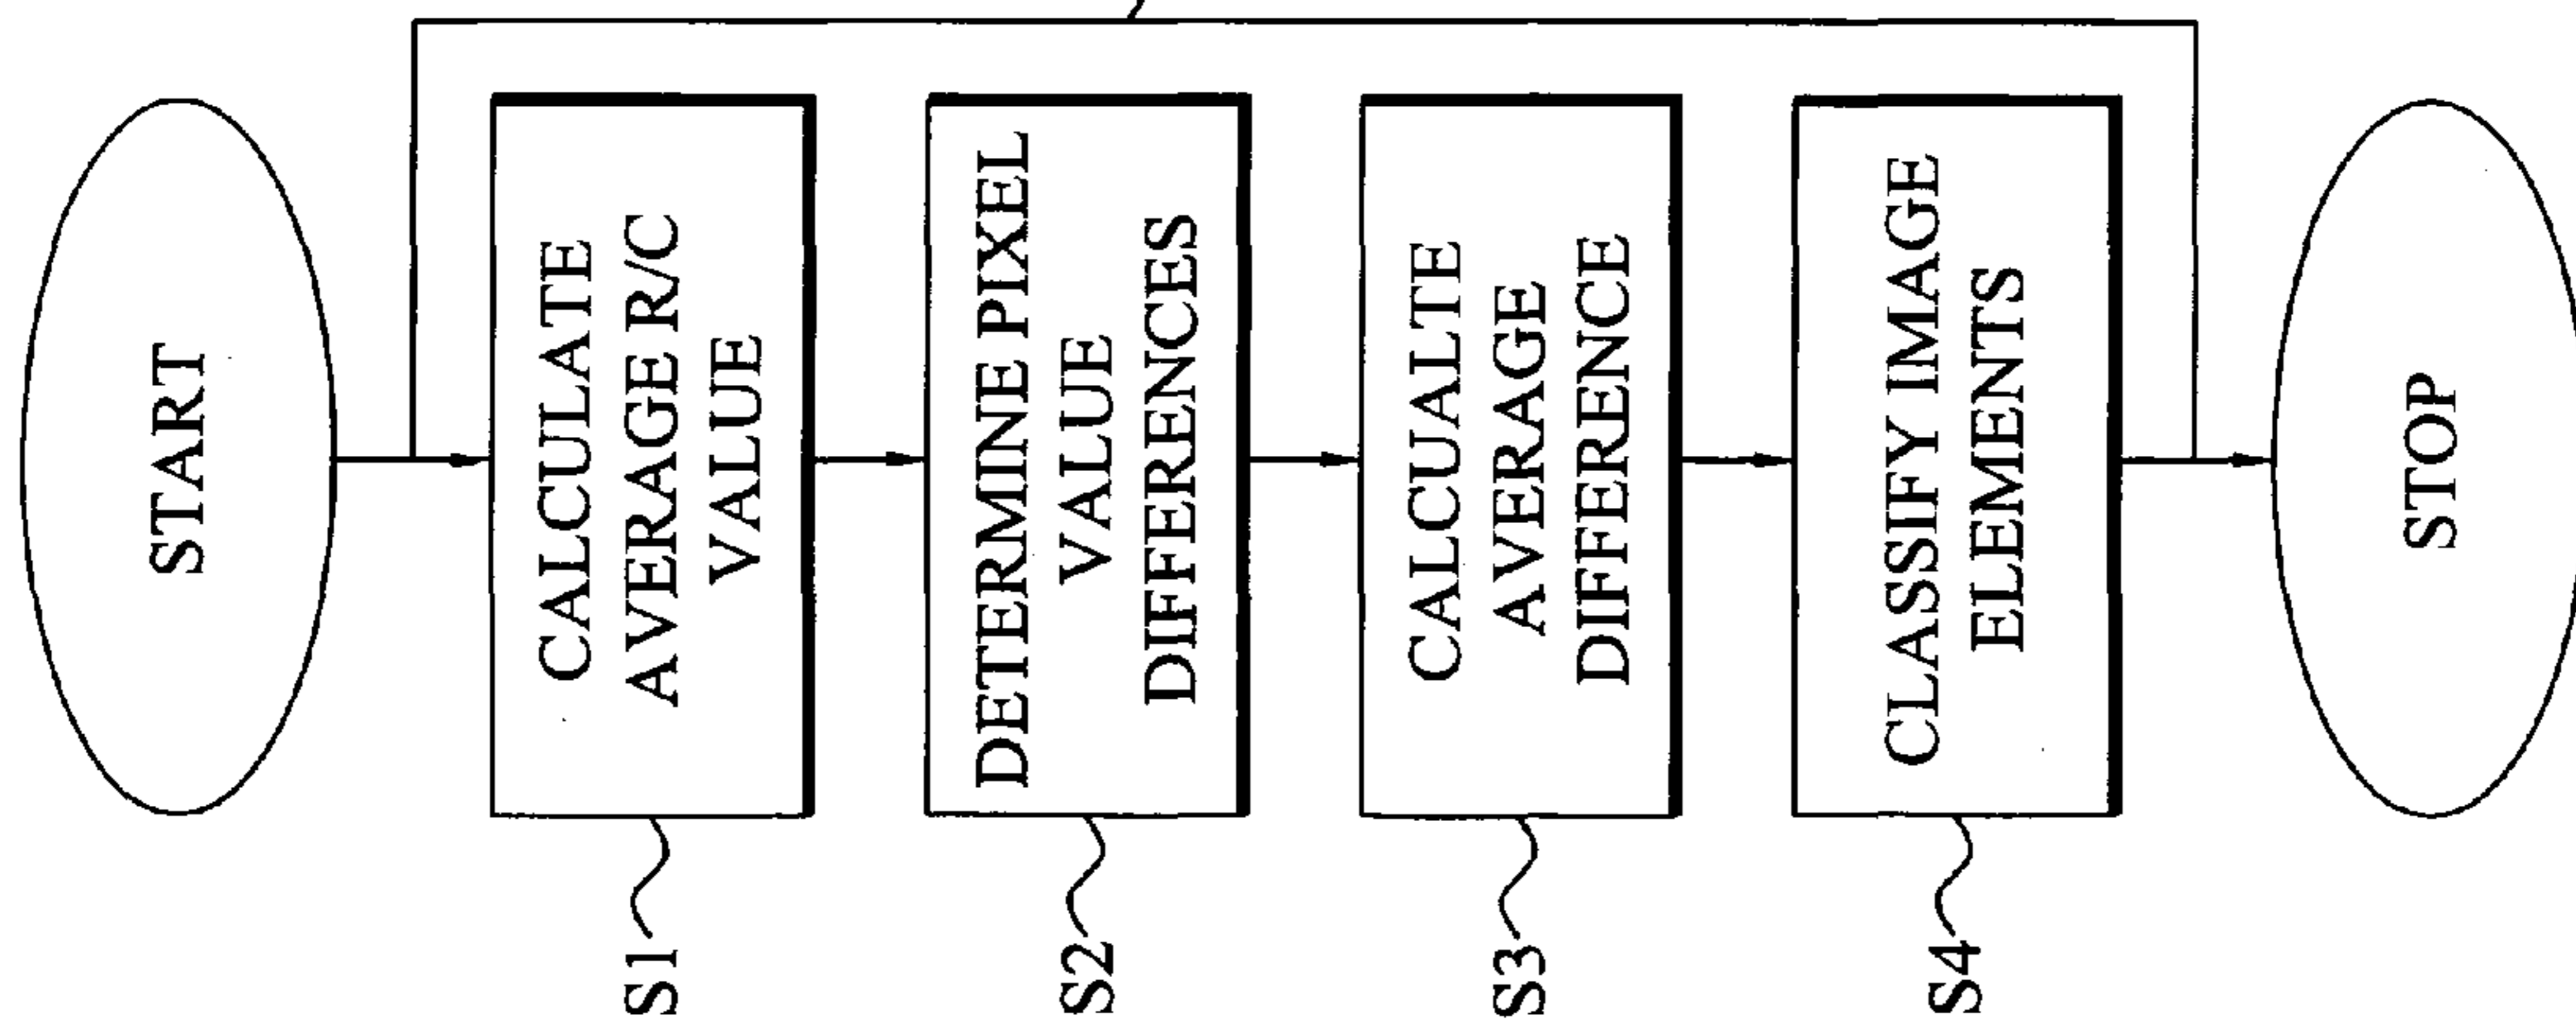 START
CALCULATE
AVERAGE R/C
VALUE
S1
DETERMINE PIXEL
VALUE
DIFFERENCES
S2
CALCUALTE
AVERAGE
DIFFERENCE
S3
CLASSIFY IMAGE
ELEMENTS
S4
STOP